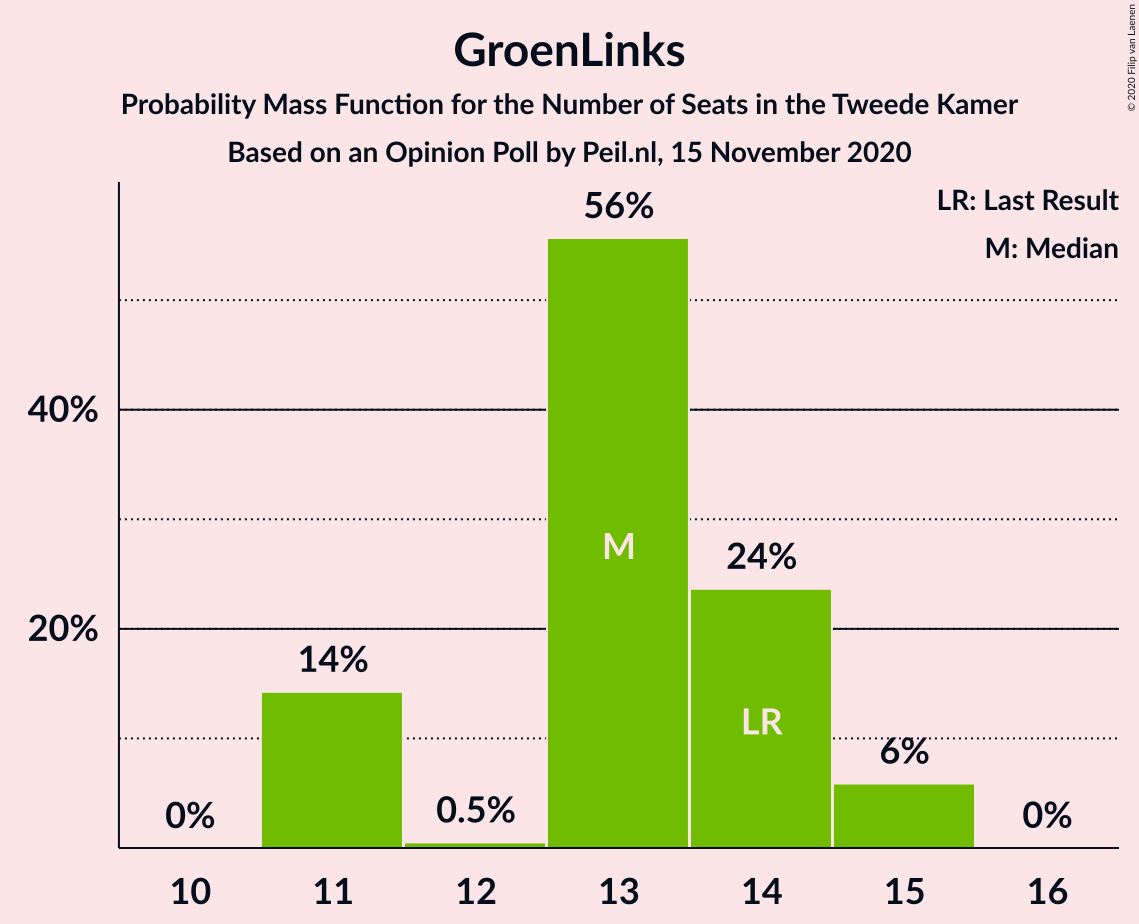 GroenLinks
Probability Mass Function for the Number of Seats in the Tweede Kamer
Based on an Opinion Poll by Peil.nl, 15 November 2020
© 2020 Filip van Laenen
LR: Last Result
M: Median
56%
40%
M
24%
20%
14%
LR
6%
0%
0.5%
0%
10 11 12 13 14 15 16